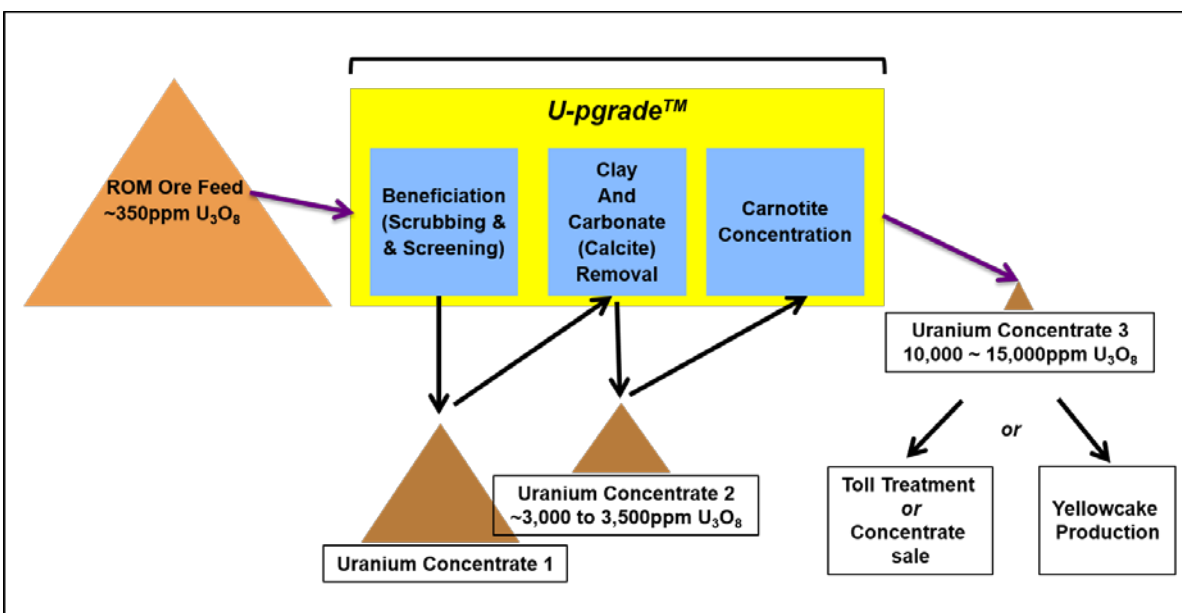 U-pgradeTM
ROM Ore Feed
~350ppm U3O8
Beneficiation
(Scrubbing &
& Screening)
Clay
And
Carbonate
(Calcite)
Removal
Carnotite
Concentration
Uranium Concentrate 1
Uranium Concentrate 2
~3,000 to 3,500ppm U3O8
Uranium Concentrate 3
10,000 ~ 15,000ppm U3O8
or
Toll Treatment
or
Concentrate
sale
Yellowcake
Production